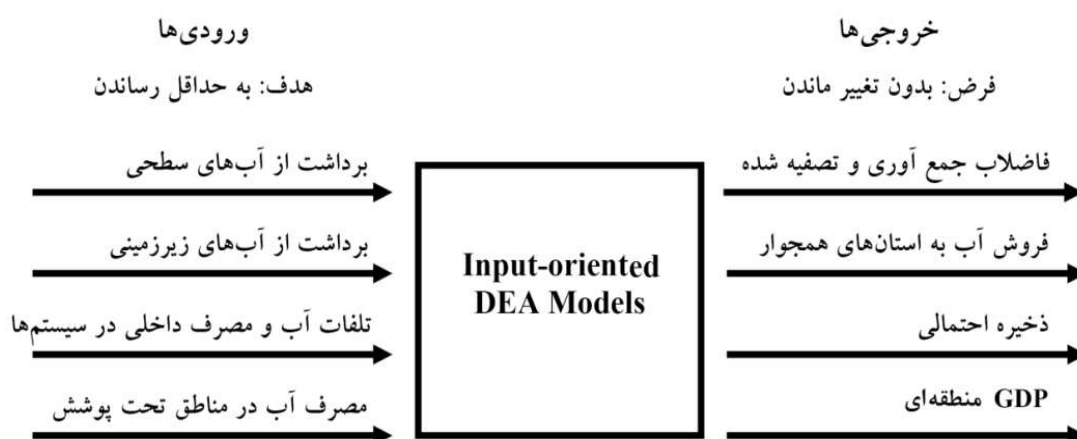 ورودی‌ها
هدف: به حداقل رساندن
برداشت از آب‌های سطحی
برداشت از آب‌های زیرزمینی
تلفات آب و مصرف داخلی در سیستم‌ها
مصرف آب در مناطق تحت پوشش
Input-oriented
DEA Models
خروجی‌ها
فرض: بدون تغییر ماندن
فاضلاب جمع آوری و تصفیه شده
فروش آب به استان‌های همجوار
ذخیره احتمالی
GDP منطقه‌ای